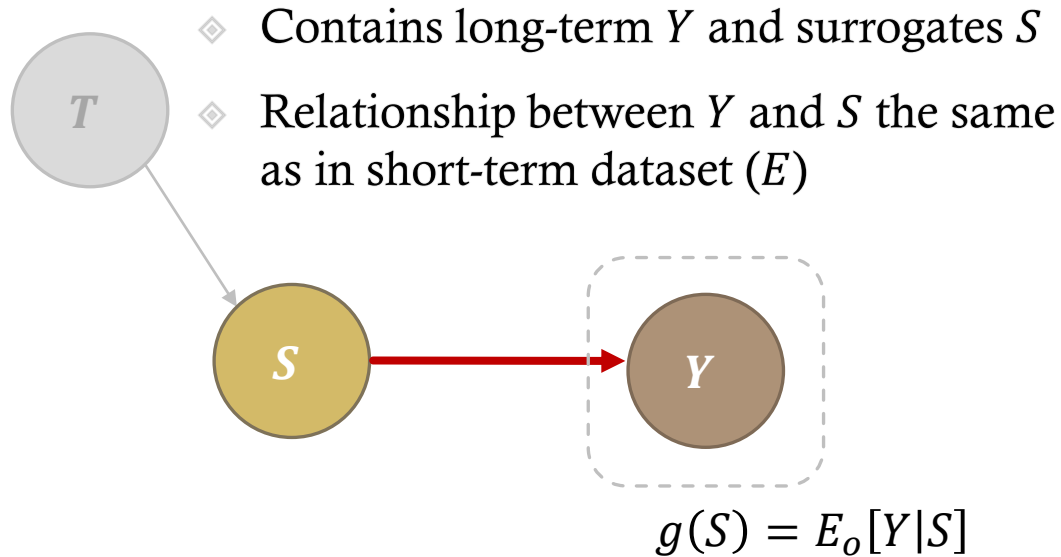 Contains long-term Y and surrogates S
T
Relationship between Y and S the same
as in short-term dataset (E)
S
Y
g(S) = E_o[Y|S]